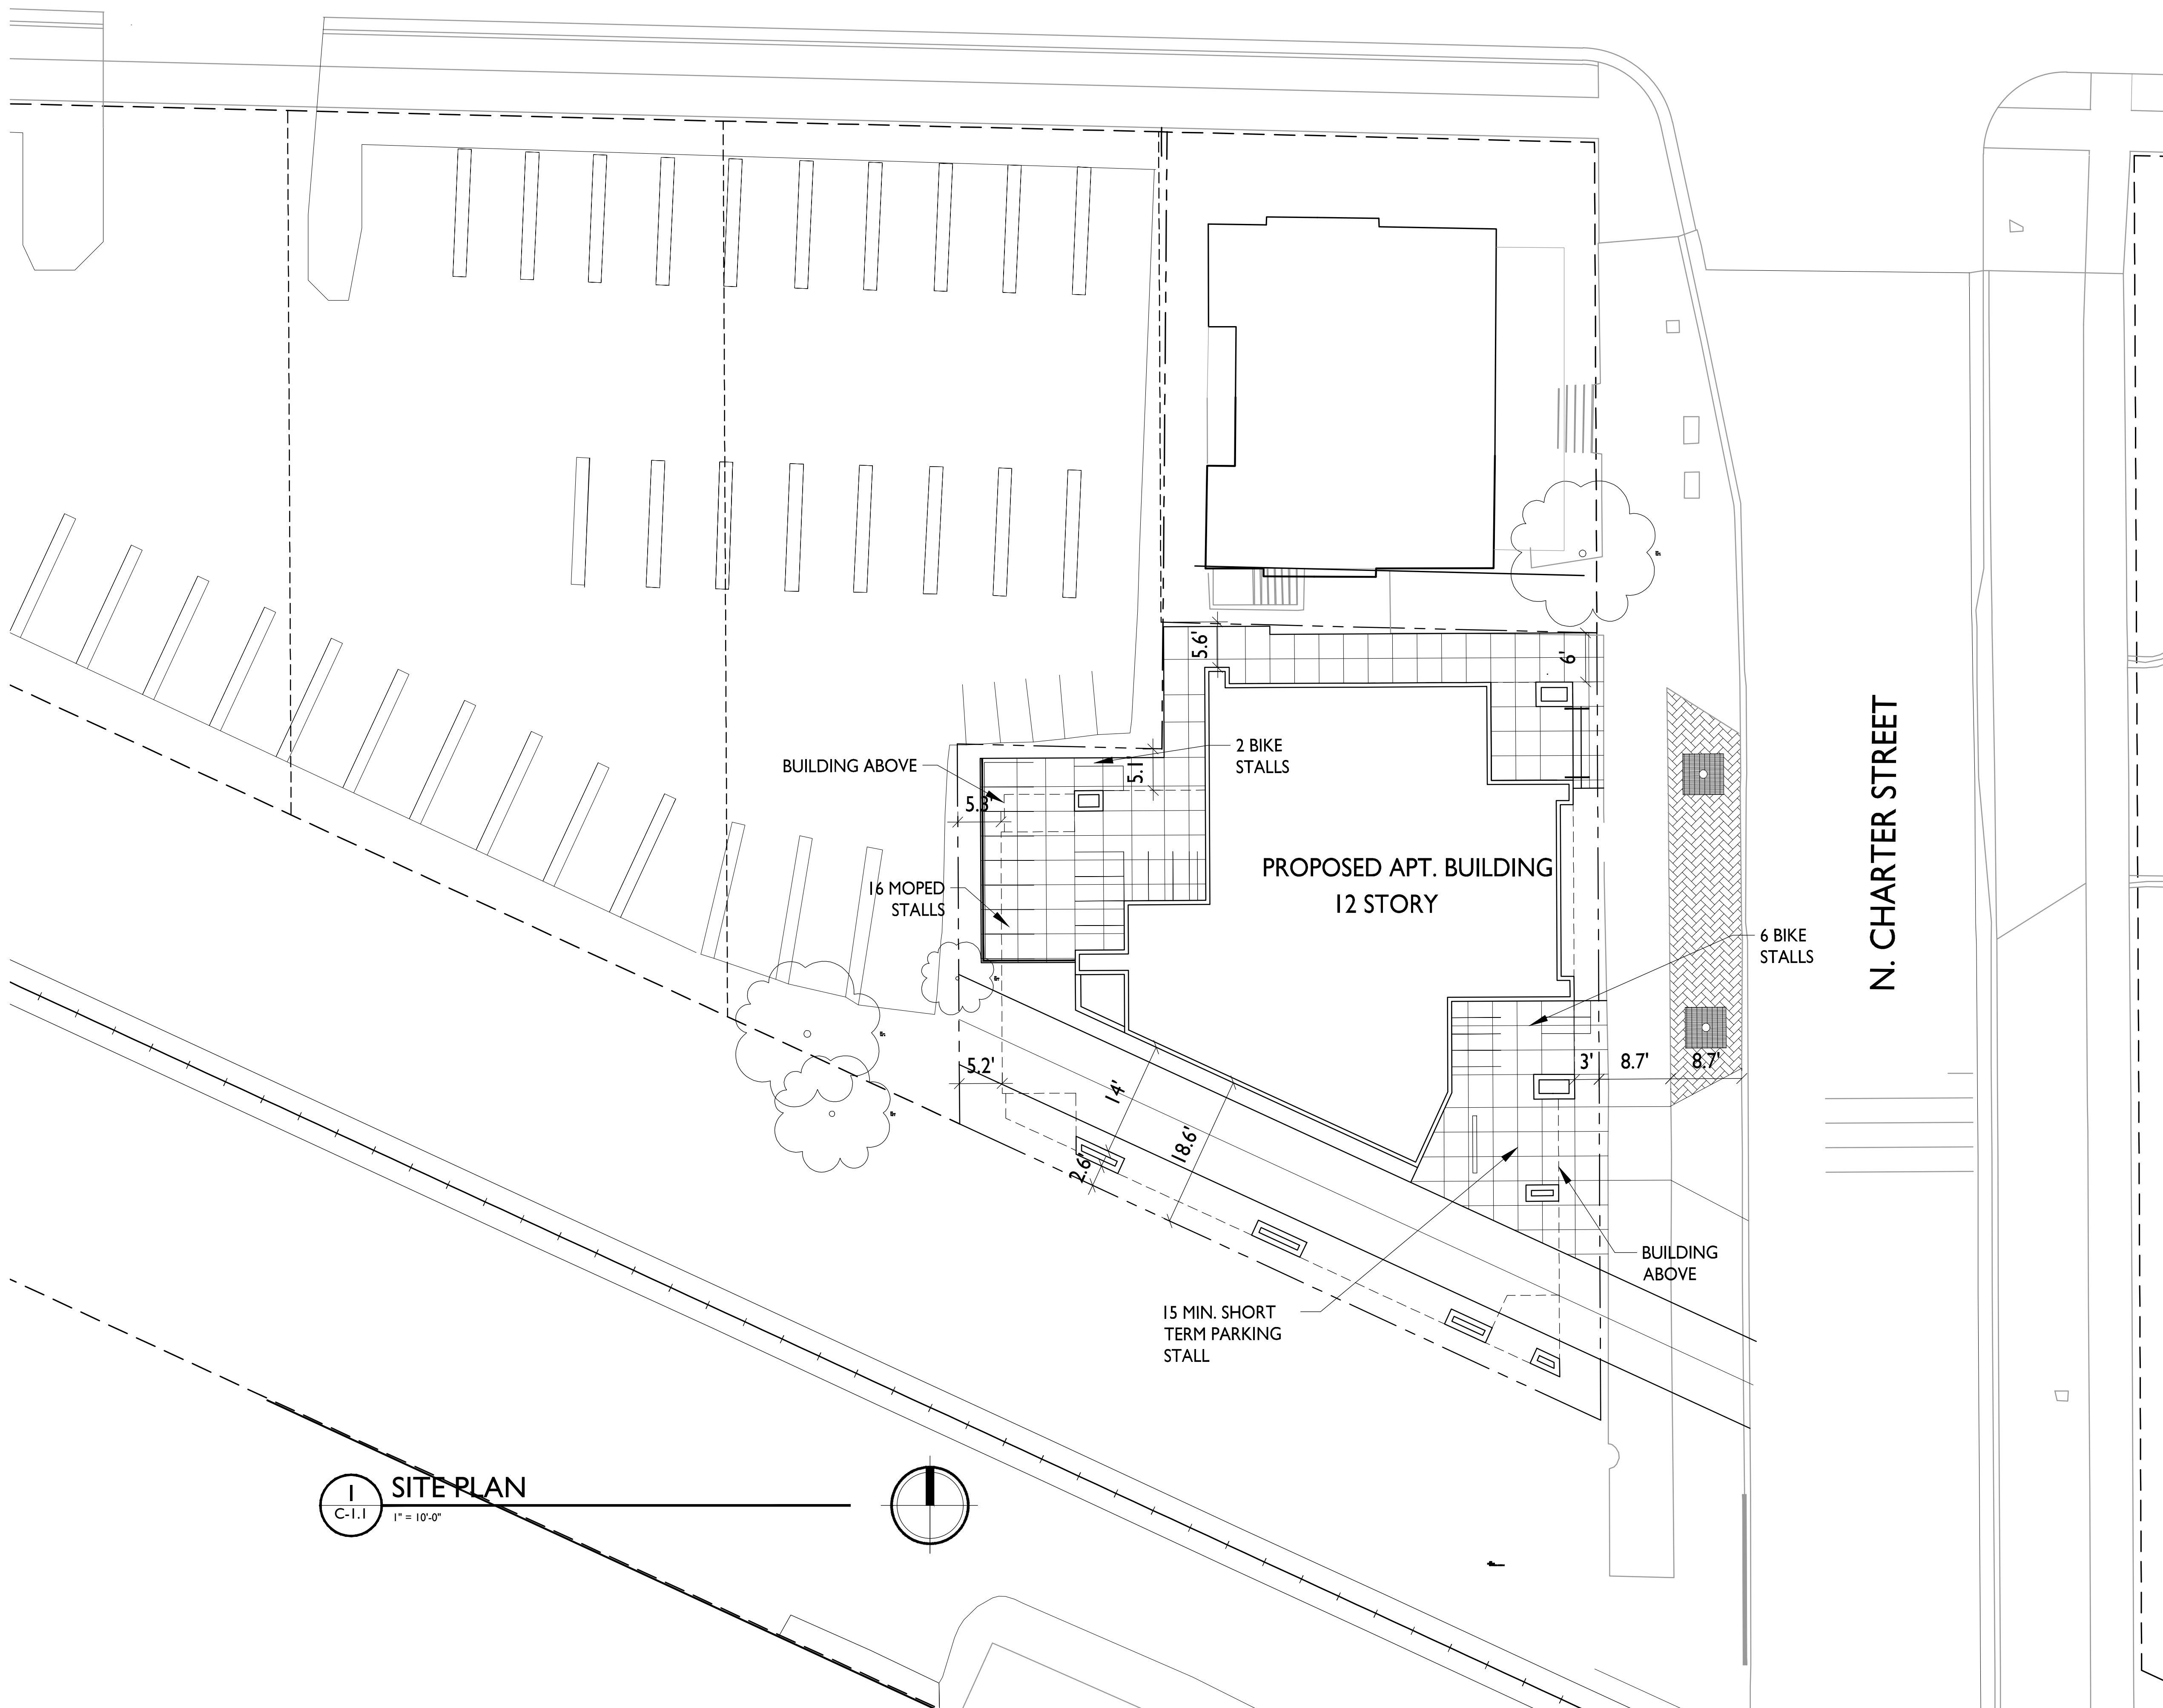 5.6'
6'
2 BIKE
STALLS
BUILDING ABOVE
5.1
5.3'
N. CHARTER STREET
PROPOSED APT. BUILDING
12 STORY
16 MOPED
STALLS
6 BIKE
STALLS
3'
8.7'
8.7'
5.2'
14'
18.6'
2.6'
BUILDING
ABOVE
15 MIN. SHORT
TERM PARKING
STALL
1
C-1.1
SITE PLAN
1" = 10'-0"